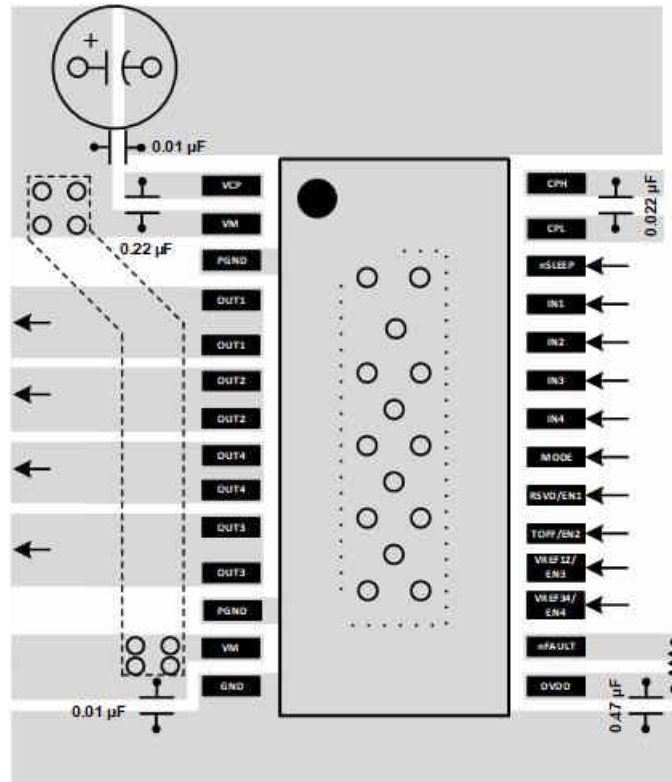 +
0.01 µF
VCP
CPH
0.022 µF
0.22 µF
VM
CPL
PGND
nSLEEP
OUT1
IN1
OUT1
IN2
OUT2
IN3
OUT2
IN4
OUT4
MODE
OUT4
RSVD/EN1
OUT3
TOFF/EN2
OUT3
VREF12/
EN3
PGND
VREF34/
EN4
VM
nFAULT
GND
DVDD
0.01 µF
0.47 µF